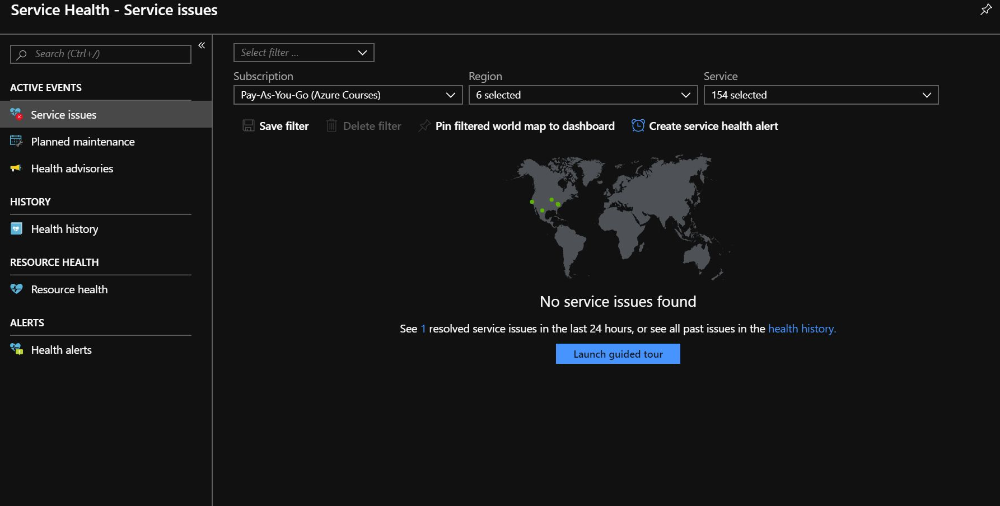 Service Health - Service issues
Search (Ctrl+/)
ACTIVE EVENTS
Service issues
Planned maintenance
Health advisories
HISTORY
Health history
RESOURCE HEALTH
Resource health
ALERTS
Health alerts
Select filter ...
Subscription Region Service
Pay-As-You-Go (Azure Courses) 6 selected 154 selected
Save filter Delete filter Pin filtered world map to dashboard Create service health alert
No service issues found
See 1 resolved service issues in the last 24 hours, or see all past issues in the health history.
Launch guided tour